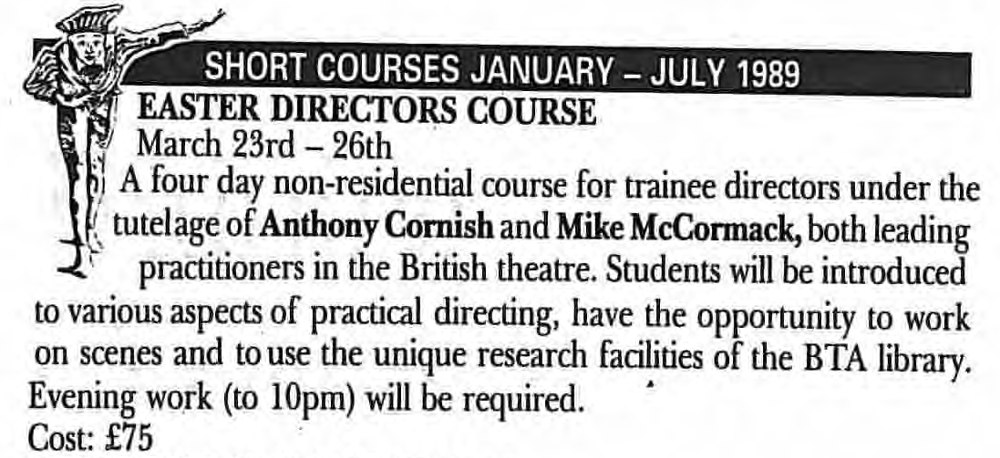 SHORT COURSES JANUARY – JULY 1989
EASTER DIRECTORS COURSE
March 23rd – 26th
A four day non-residential course for trainee directors under the
tutelage of Anthony Cornish and Mike McCormack, both leading
practitioners in the British theatre. Students will be introduced
to various aspects of practical directing, have the opportunity to work
on scenes and to use the unique research facilities of the BTA library.
Evening work (to 10pm) will be required.
Cost: £75